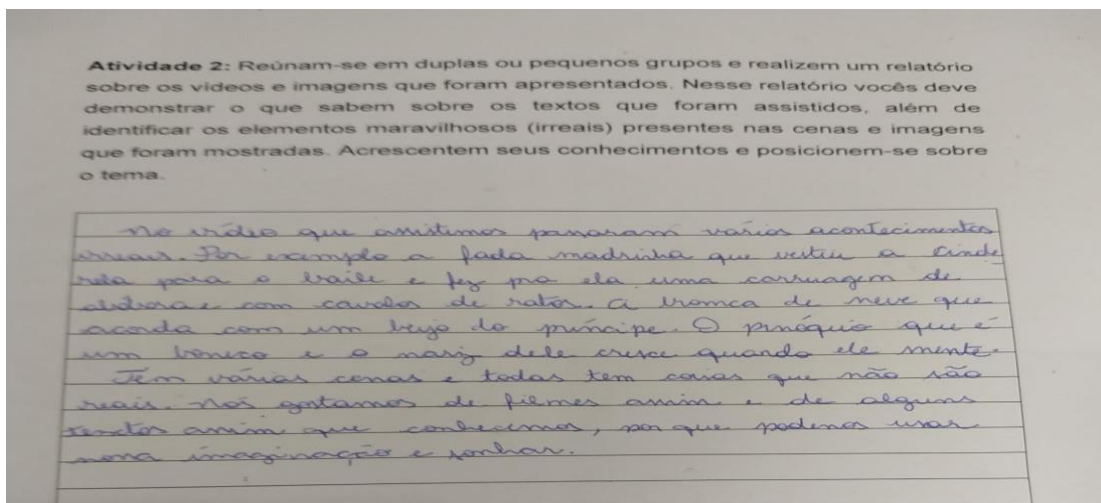 Atividade 2: Reúnam-se em duplas ou pequenos grupos e realizem um relatório
sobre os vídeos e imagens que foram apresentados. Nesse relatório vocês deve
demonstrar o que sabem sobre os textos que foram assistidos, além de
identificar os elementos maravilhosos (irreais) presentes nas cenas e imagens
que foram mostradas. Acrescentem seus conhecimentos e posicionem-se sobre
o tema.
No vídeo que assistimos passaram varios acontecimentos
irreais. Por exemplo a fada madrinha que vestiu a Cinde
rela para o baile e fez pra ela uma carruagem de
e com cavalos de ratos. A branca de neve que
acorda com um beijo do principe. O pinóquio que é
um boneco e o nariz dele cresce quando ele mente.
Tem várias cenas e todas tem coisas que não são
reais. Nos gostamos de filmes assim e de alguns
textos assim que conhecemos, por que podemos usar
nossa imaginação e sonhar.